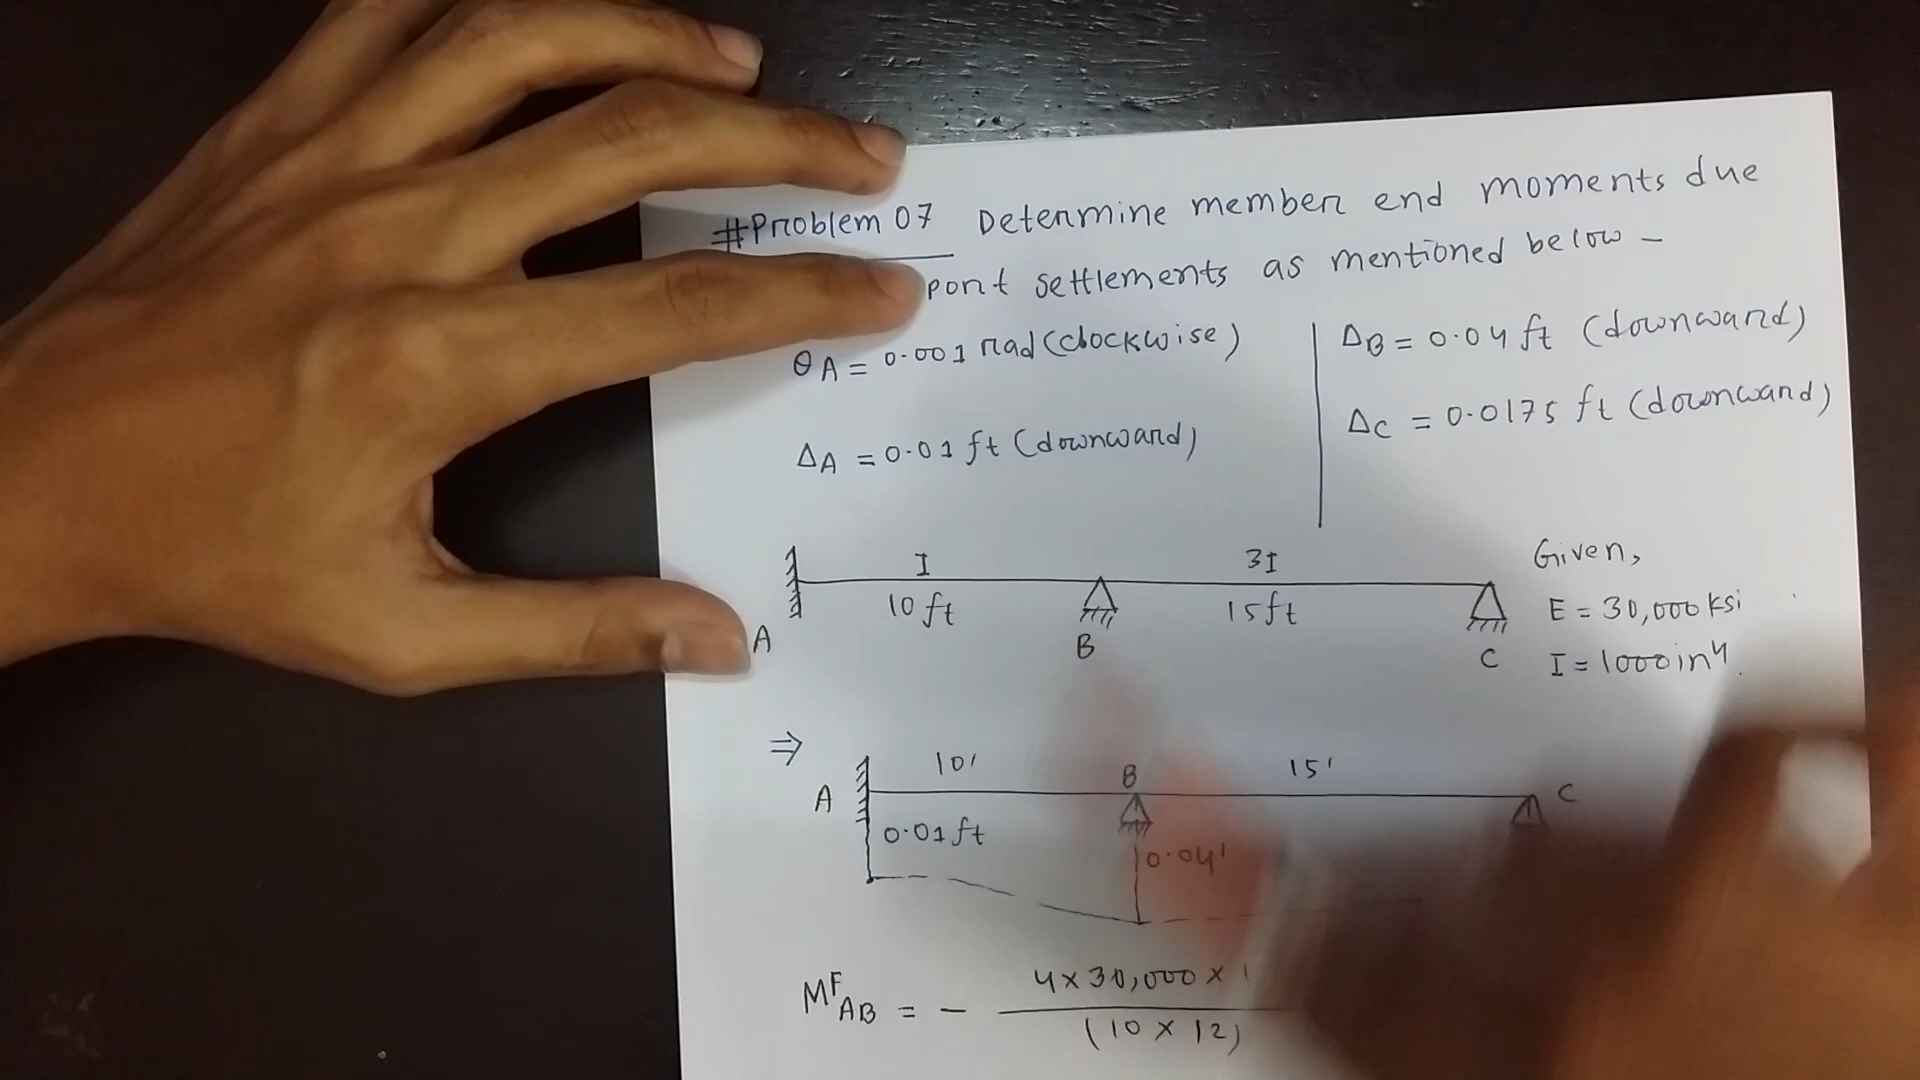 #Problem 07 Determine member end moments due
settlements as mentioned below -
θA = 0.001 rad (clockwise)
ΔA = 0.01 ft (downward)
ΔB = 0.04 ft (downward)
ΔC = 0.0175 ft (downward)
I 3I
10 ft 15 ft
A B C
Given,
E = 30,000 ksi
I = 1000 in4.
⇒
10' 15'
A B C
0.01 ft 0.04'
MFAB = - 4 x 30,000 x
(10 x 12)